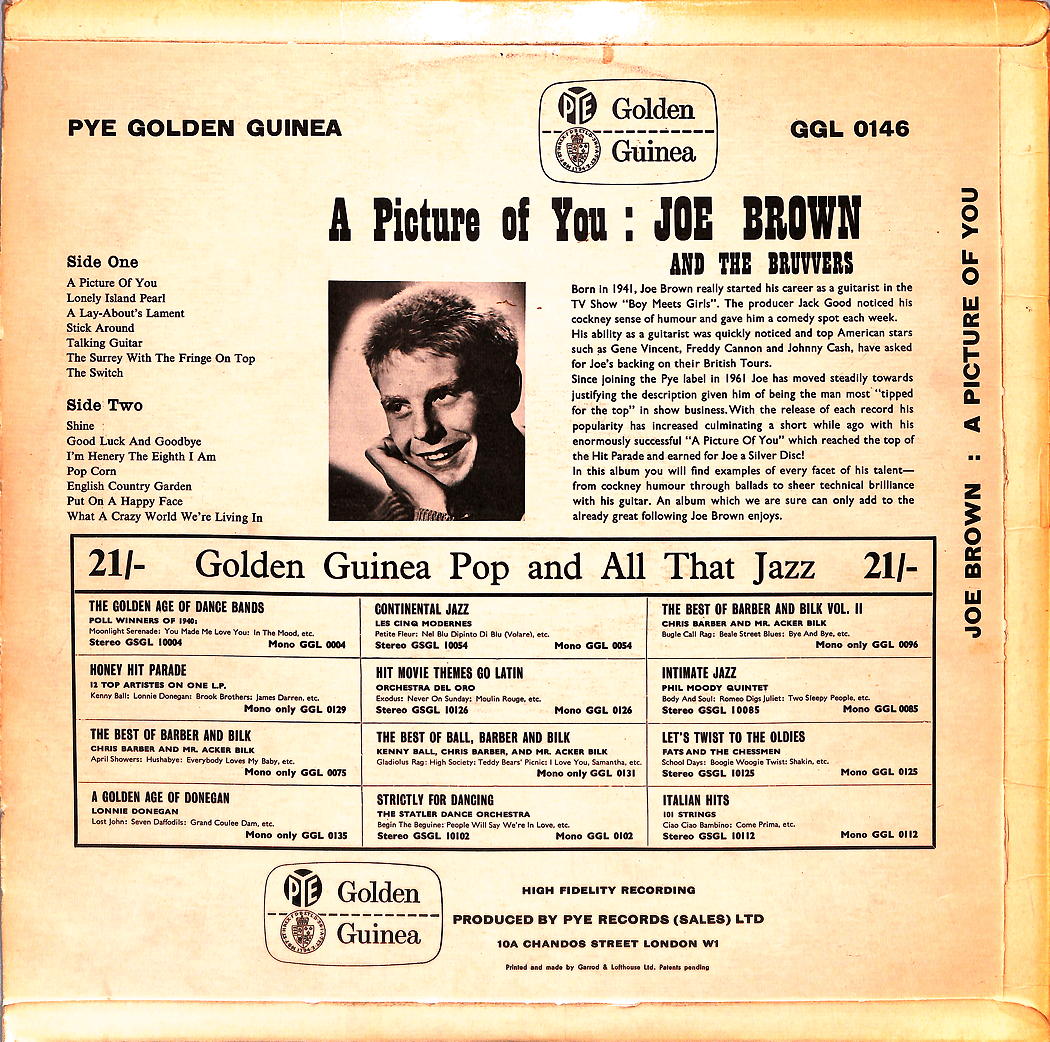 PYE GOLDEN GUINEA
PYE Golden
Guinea
GGL 0146
A Picture of You : JOE BROWN
AND THE BRUVVERS
Side One
A Picture Of You
Lonely Island Pearl
A Lay-About's Lament
Stick Around
Talking Guitar
The Surrey With The Fringe On Top
The Switch
Side Two
Shine
Good Luck And Goodbye
I'm Henery The Eighth I Am
Pop Corn
English Country Garden
Put On A Happy Face
What A Crazy World We're Living In
Born in 1941, Joe Brown really started his career as a guitarist in the
TV Show "Boy Meets Girls". The producer Jack Good noticed his
cockney sense of humour and gave him a comedy spot each week.
His ability as a guitarist was quickly noticed and top American stars
such as Gene Vincent, Freddy Cannon and Johnny Cash, have asked
for Joe's backing on their British Tours.
Since joining the Pye label in 1961 Joe has moved steadily towards
justifying the description given him of being the man most "tipped
for the top" in show business. With the release of each record his
popularity has increased culminating a short while ago with his
enormously successful "A Picture Of You" which reached the top of
the Hit Parade and earned for Joe a Silver Disc!
In this album you will find examples of every facet of his talent—
from cockney humour through ballads to sheer technical brilliance
with his guitar. An album which we are sure can only add to the
already great following Joe Brown enjoys.
JOE BROWN : A PICTURE OF YOU
21/- Golden Guinea Pop and All That Jazz 21/-
THE GOLDEN AGE OF DANCE BANDS
POLL WINNERS OF 1940:
Moonlight Serenade: You Made Me Love You: In The Mood, etc.
Stereo GSGL 10004 Mono GGL 0004
CONTINENTAL JAZZ
LES CINQ MODERNES
Petite Fleur: Nel Blu Dipinto Di Blu (Volare), etc.
Stereo GSGL 10054 Mono GGL 0054
THE BEST OF BARBER AND BILK VOL. II
CHRIS BARBER AND MR. ACKER BILK
Bugle Call Rag: Beale Street Blues: Bye And Bye, etc.
Mono only GGL 0096
HONEY HIT PARADE
12 TOP ARTISTES ON ONE L.P.
Kenny Ball: Lonnie Donegan: Brook Brothers: James Darren, etc.
Mono only GGL 0129
HIT MOVIE THEMES GO LATIN
ORCHESTRA DEL ORO
Exodus: Never On Sunday: Moulin Rouge, etc.
Stereo GSGL 10126 Mono GGL 0126
INTIMATE JAZZ
PHIL MOODY QUINTET
Body And Soul: Romeo Digs Juliet: Two Sleepy People, etc.
Stereo GSGL 10085 Mono GGL 0085
THE BEST OF BARBER AND BILK
CHRIS BARBER AND MR. ACKER BILK
April Showers: Hushabye: Everybody Loves My Baby, etc.
Mono only GGL 0075
THE BEST OF BALL, BARBER AND BILK
KENNY BALL, CHRIS BARBER, AND MR. ACKER BILK
Gladiolus Rag: High Society: Teddy Bears' Picnic: I Love You, Samantha, etc.
Mono only GGL 0131
LET'S TWIST TO THE OLDIES
FATS AND THE CHESSMEN
School Days: Boogie Woogie Twist: Shakin, etc.
Stereo GSGL 10125 Mono GGL 0125
A GOLDEN AGE OF DONEGAN
LONNIE DONEGAN
Lost John: Seven Daffodils: Grand Coulee Dam, etc.
Mono only GGL 0135
STRICTLY FOR DANCING
THE STATLER DANCE ORCHESTRA
Begin The Beguine: People Will Say We're In Love, etc.
Stereo GSGL 10102 Mono GGL 0102
ITALIAN HITS
101 STRINGS
Ciao Ciao Bambino: Come Prima, etc.
Stereo GSGL 10112 Mono GGL 0112
PYE Golden
Guinea
HIGH FIDELITY RECORDING
PRODUCED BY PYE RECORDS (SALES) LTD
10A CHANDOS STREET LONDON W1
Printed and made by Garrod & Lofthouse Ltd. Patents pending